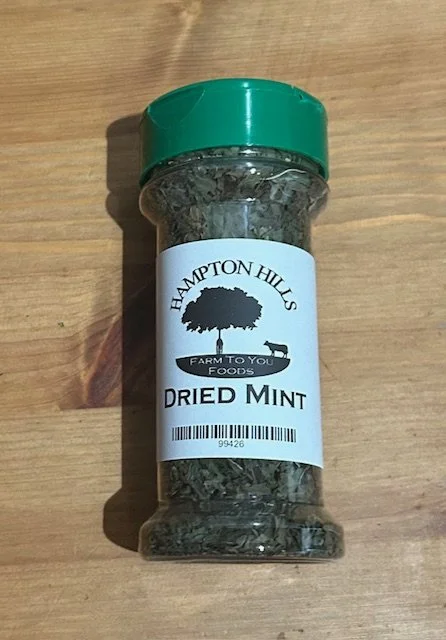 HAMPTON HILLS
FARM TO YOU
FOODS
DRIED MINT
99426